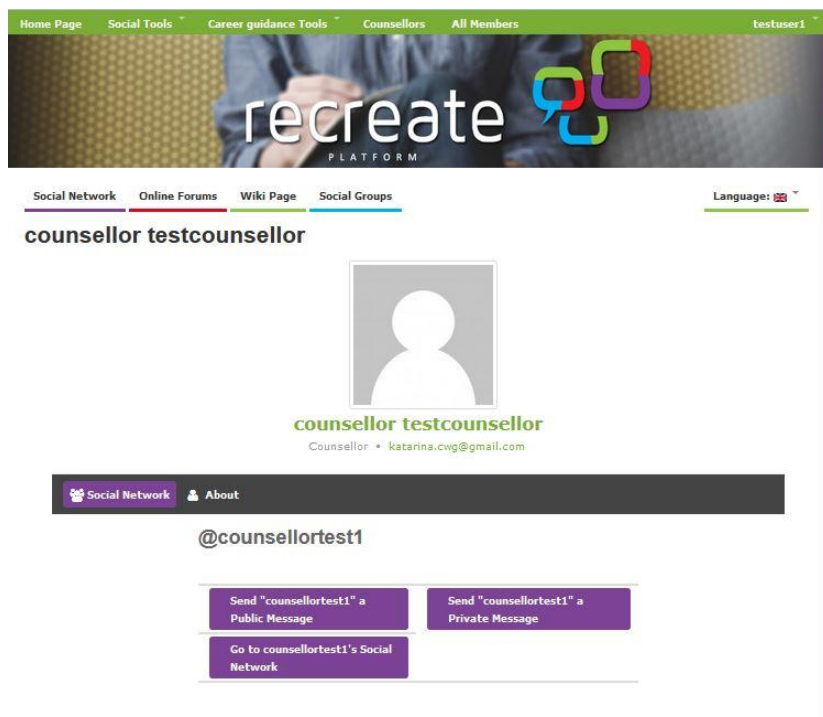 Home Page Social Tools Career guidance Tools Counsellors All Members testuser1
recreate
PLATFORM
Social Network Online Forums Wiki Page Social Groups Language:
counsellor testcounsellor
counsellor testcounsellor
Counsellor • katarina.cwg@gmail.com
Social Network About
@counsellortest1
Send "counsellortest1" a
Public Message
Send "counsellortest1" a
Private Message
Go to counsellortest1's Social
Network